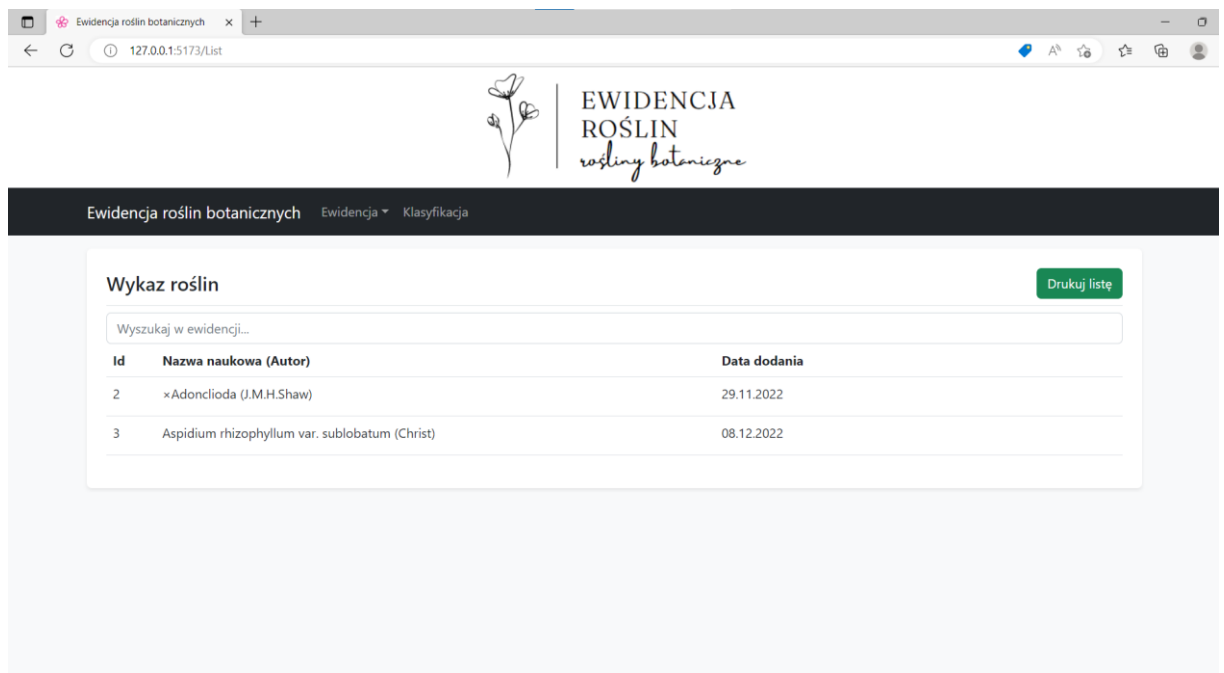 Ewidencja roślin botanicznych
127.0.0.1:5173/List
EWIDENCJA
ROŚLIN
rośliny botaniczne
Ewidencja roślin botanicznych Ewidencja Klasyfikacja
Wykaz roślin Drukuj listę
Wyszukaj w ewidencji...
Id Nazwa naukowa (Autor) Data dodania
2 ×Adonclioda (J.M.H.Shaw) 29.11.2022
3 Aspidium rhizophyllum var. sublobatum (Christ) 08.12.2022